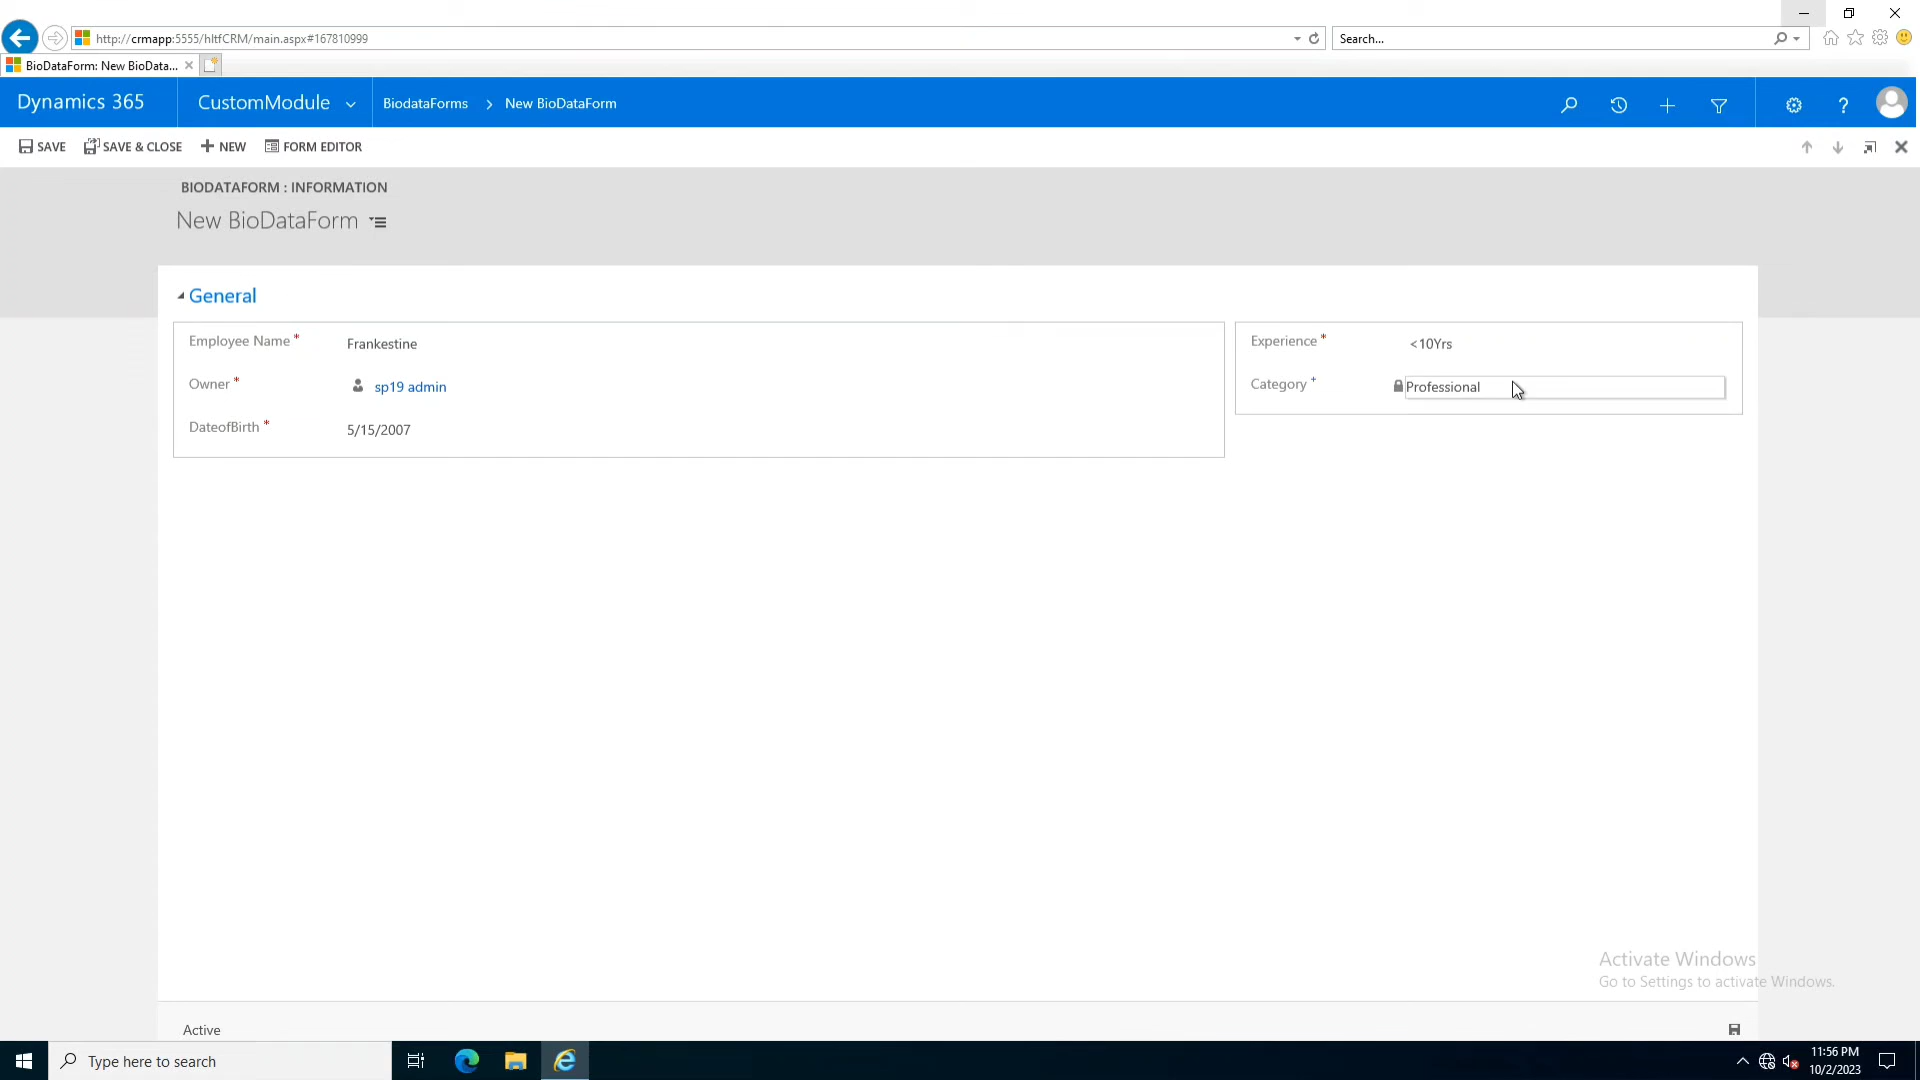 http://crmapp:5555/hltfCRM/main.aspx#167810999
Search...
BioDataForm: New BioData...
Dynamics 365
CustomModule
BiodataForms
New BioDataForm
SAVE
SAVE & CLOSE
NEW
FORM EDITOR
BIODATAFORM : INFORMATION
New BioDataForm
General
Employee Name *
Frankestine
Owner *
sp19 admin
DateofBirth *
5/15/2007
Experience *
<10Yrs
Category +
Professional
Activate Windows
Go to Settings to activate Windows.
Active
Type here to search
11:56 PM
10/2/2023